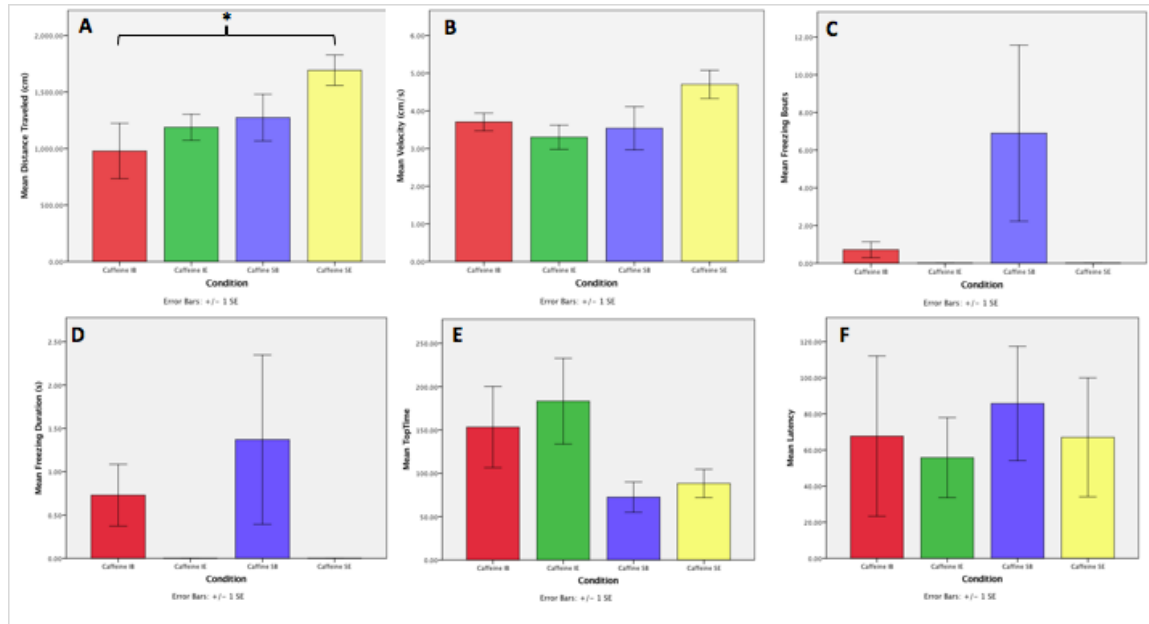 A
*
Mean Distance Traveled (cm)
2,000.00
1,500.00
1,000.00
500.00
0.00
Caffeine IB Caffeine IE Caffeine SB Caffeine SE
Condition
Error Bars: +/- 1 SE
B
Mean Velocity (cm/s)
6.00
5.00
4.00
3.00
2.00
1.00
0.00
Caffeine IB Caffeine IE Caffeine SB Caffeine SE
Condition
Error Bars: +/- 1 SE
C
Mean Freezing Bouts
12.00
10.00
8.00
6.00
4.00
2.00
0.00
Caffeine IB Caffeine IE Caffeine SB Caffeine SE
Condition
Error Bars: +/- 1 SE
D
Mean Freezing Duration (s)
2.50
2.00
1.50
1.00
0.50
0.00
Caffeine IB Caffeine IE Caffeine SB Caffeine SE
Condition
Error Bars: +/- 1 SE
E
Mean TopTime
250.00
200.00
150.00
100.00
50.00
0.00
Caffeine IB Caffeine IE Caffeine SB Caffeine SE
Condition
Error Bars: +/- 1 SE
F
Mean Latency
120.00
100.00
80.00
60.00
40.00
20.00
0.00
Caffeine IB Caffeine IE Caffeine SB Caffeine SE
Condition
Error Bars: +/- 1 SE